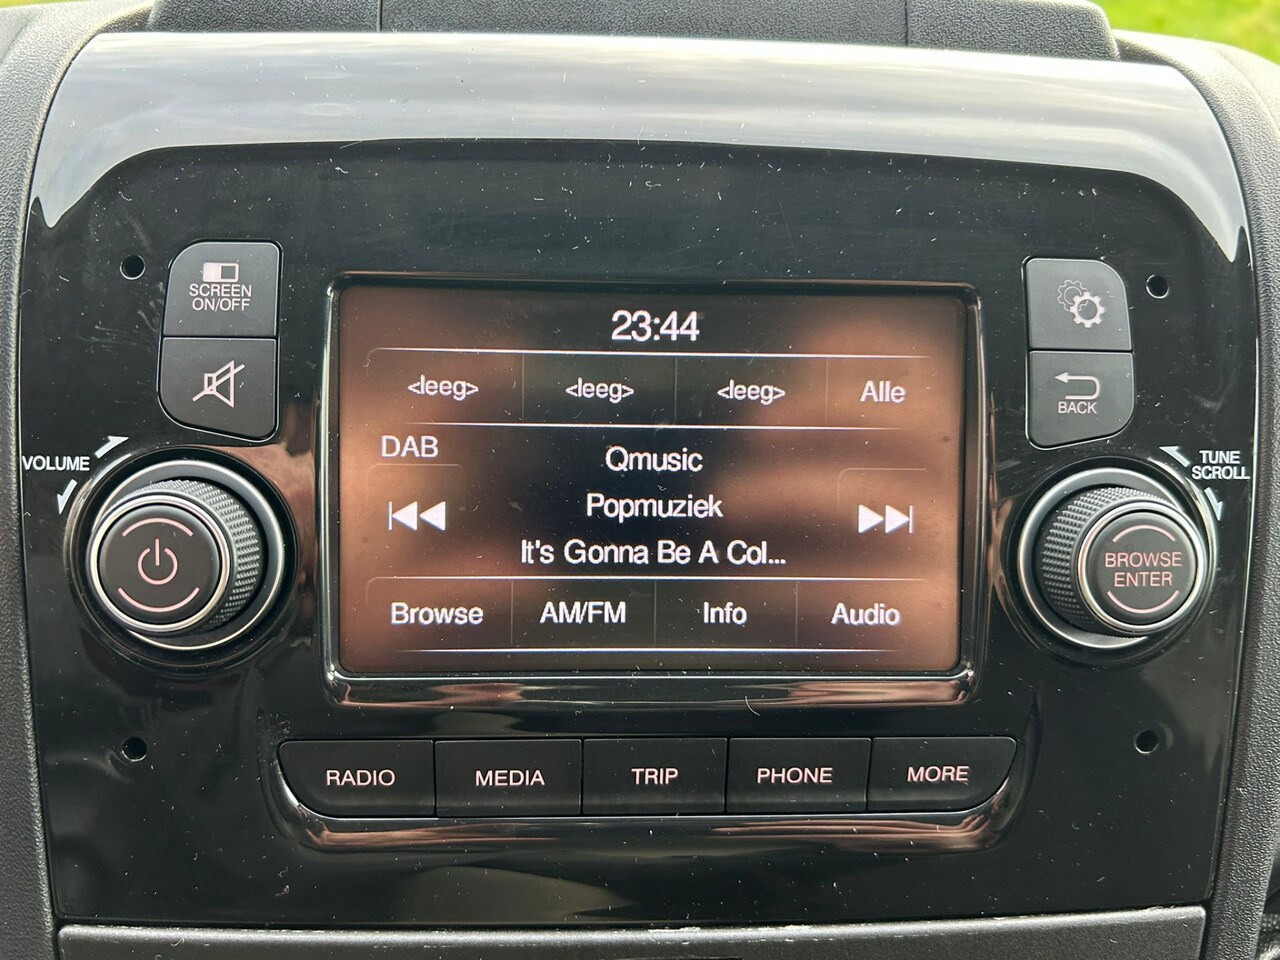 SCREEN
ON/OFF
23:44
<leeg> <leeg> <leeg> Alle
BACK
DAB
Qmusic
VOLUME
TUNE
SCROLL
Popmuziek
It's Gonna Be A Col...
BROWSE
ENTER
Browse AM/FM Info Audio
RADIO MEDIA TRIP PHONE MORE